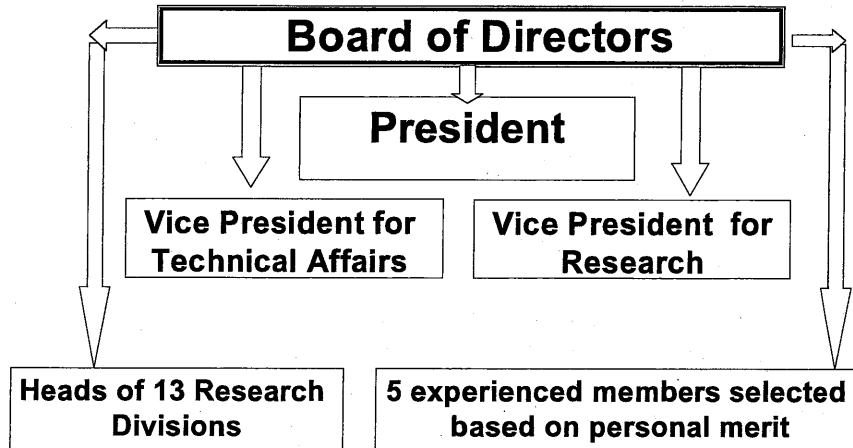 Board of Directors
President
Vice President for
Technical Affairs
Vice President for
Research
Heads of 13 Research
Divisions
5 experienced members selected
based on personal merit